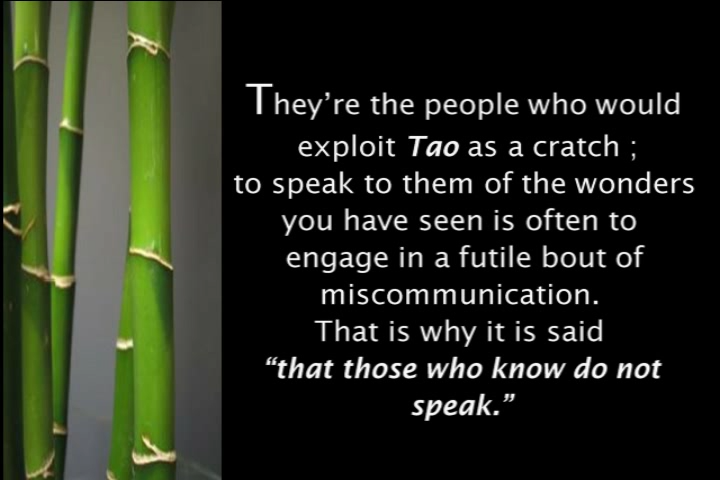 They’re the people who would
exploit Tao as a cratch ;
to speak to them of the wonders
you have seen is often to
engage in a futile bout of
miscommunication.
That is why it is said
“that those who know do not
speak.”